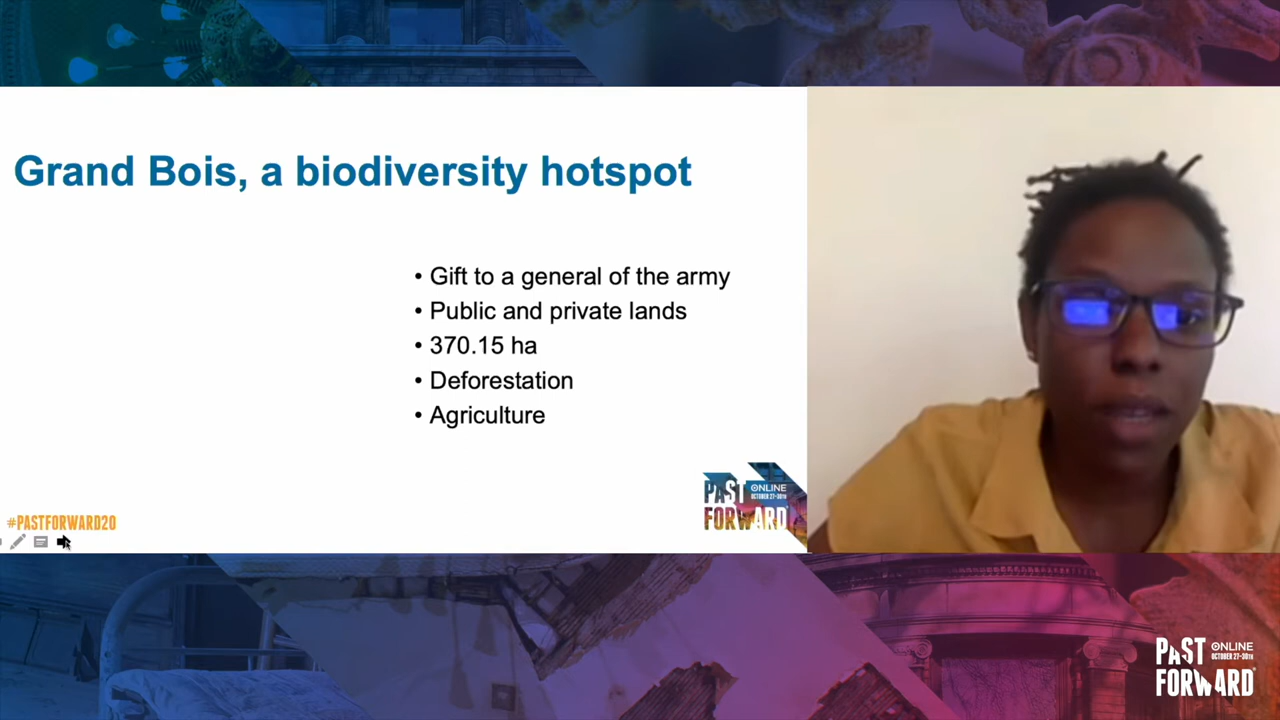 Grand Bois, a biodiversity hotspot
• Gift to a general of the army
• Public and private lands
• 370.15 ha
• Deforestation
• Agriculture
PAST ONLINE
OCTOBER 27-30TH
FORWARD
#PASTFORWARD20
PAST ONLINE
OCTOBER 27-30TH
FORWARD